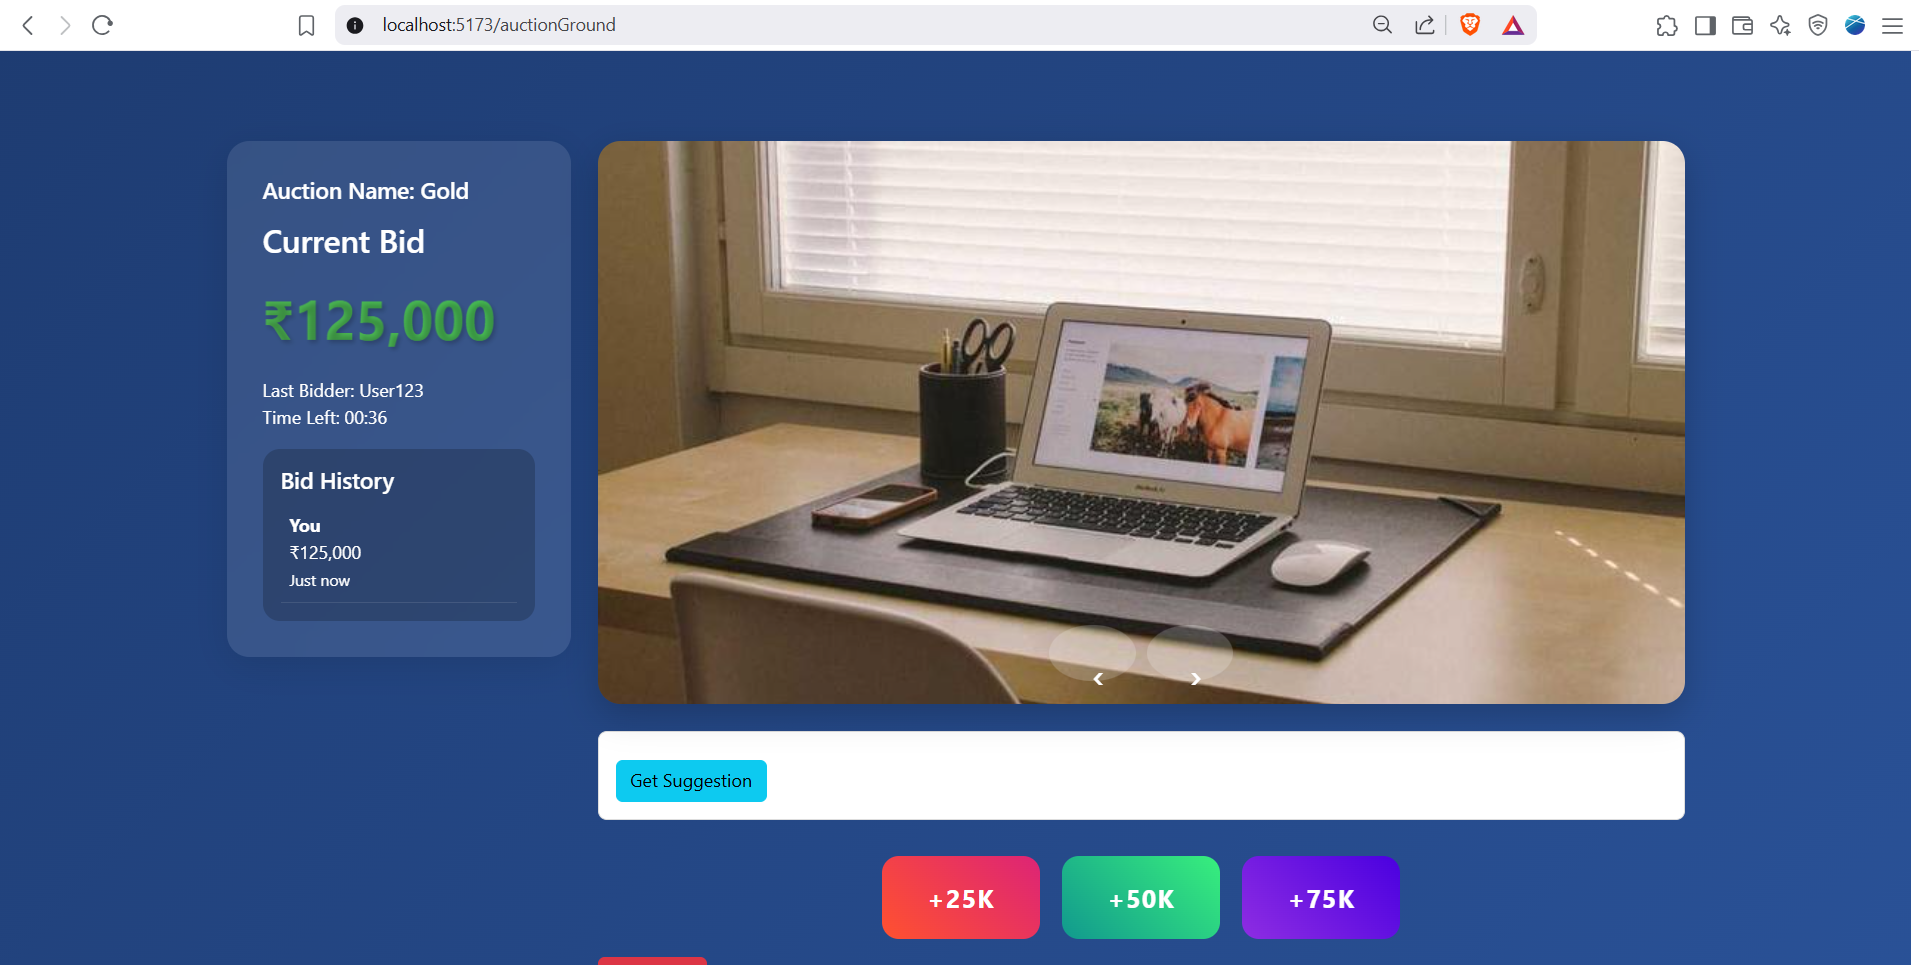 localhost:5173/auctionGround
Auction Name: Gold
Current Bid
₹125,000
Last Bidder: User123
Time Left: 00:36
Bid History
You
₹125,000
Just now
‹ ›
Get Suggestion
+25K +50K +75K